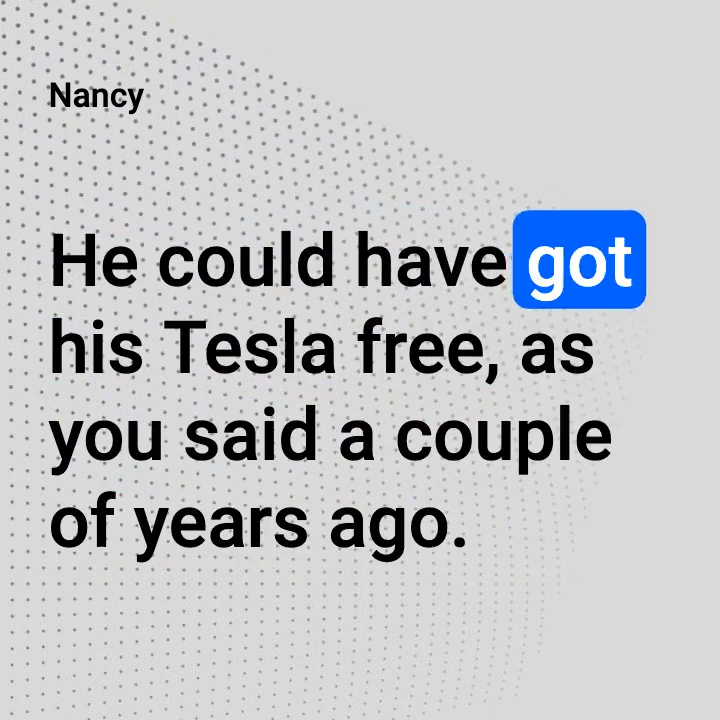 Nancy
He could have got
his Tesla free, as
you said a couple
of years ago.